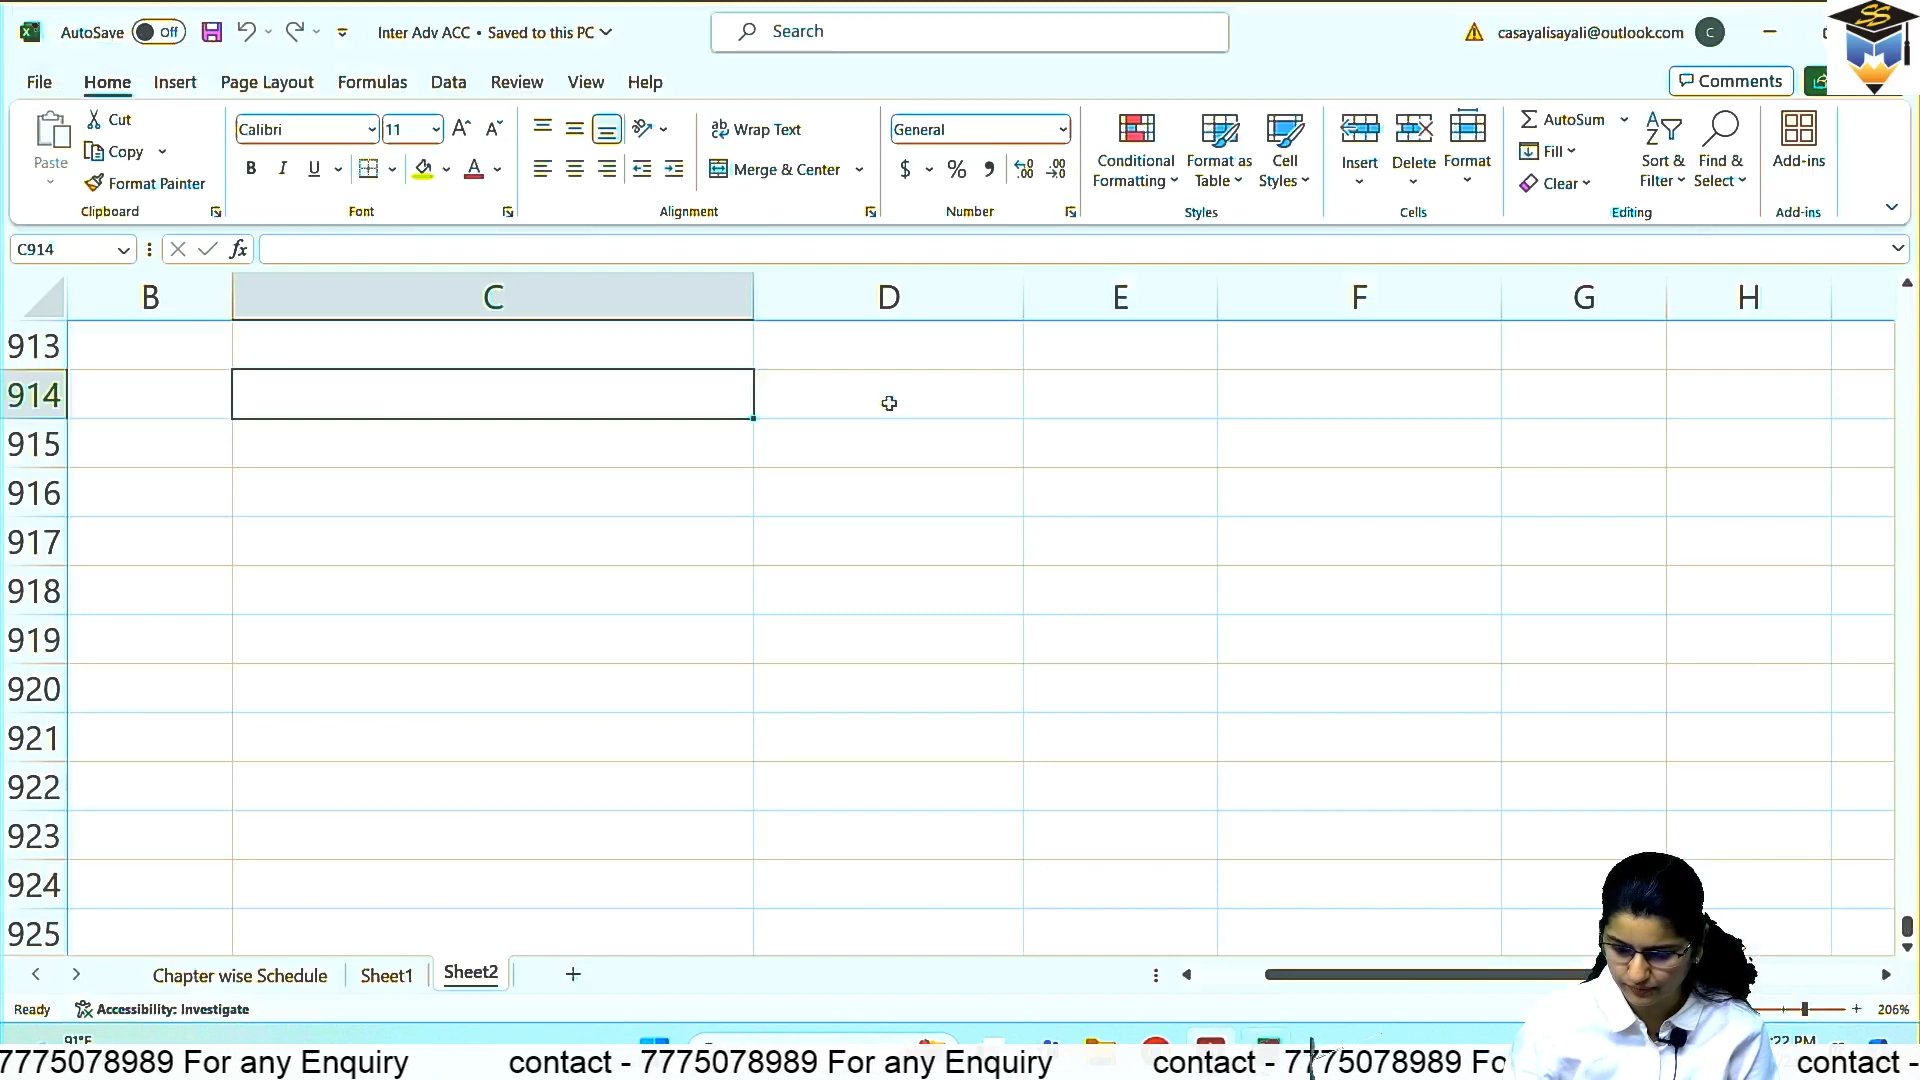 AutoSave Off Inter Adv ACC • Saved to this PC Search casayalisayali@outlook.com C
File Home Insert Page Layout Formulas Data Review View Help Comments
Paste Cut Copy Format Painter Clipboard
Calibri 11 B I U A Font
Wrap Text Merge & Center Alignment
General $ % Number
Conditional Formatting Format as Table Cell Styles Styles
Insert Delete Format Cells
AutoSum Fill Clear Sort & Filter Find & Select Editing
Add-ins Add-ins
C914 fx
B C D E F G H
913
914
915
916
917
918
919
920
921
922
923
924
925
Chapter wise Schedule Sheet1 Sheet2
Ready Accessibility: Investigate 206%
91°F
:22 PM
7775078989 For any Enquiry contact - 7775078989 For any Enquiry contact - 7775078989 Fo contact -